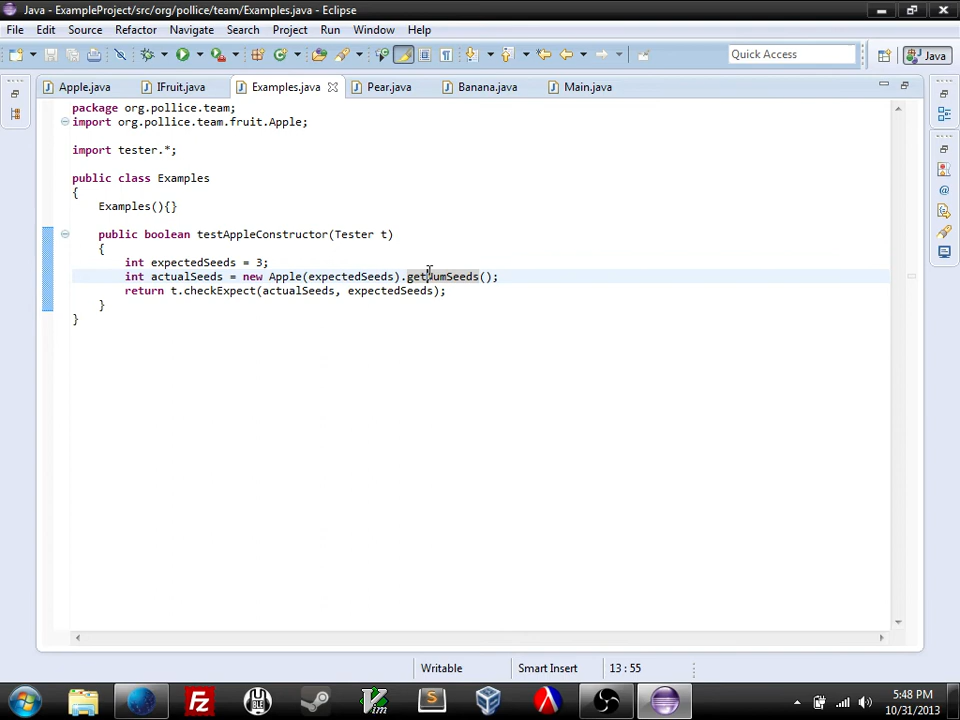 Java - ExampleProject/src/org/pollice/team/Examples.java - Eclipse
File Edit Source Refactor Navigate Search Project Run Window Help
Quick Access Java
Apple.java IFruit.java Examples.java Pear.java Banana.java Main.java
package org.pollice.team;
import org.pollice.team.fruit.Apple;
import tester.*;
public class Examples
{
Examples(){}
public boolean testAppleConstructor(Tester t)
{
int expectedSeeds = 3;
int actualSeeds = new Apple(expectedSeeds).getNumSeeds();
return t.checkExpect(actualSeeds, expectedSeeds);
}
}
Writable Smart Insert 13 : 55
5:48 PM
10/31/2013